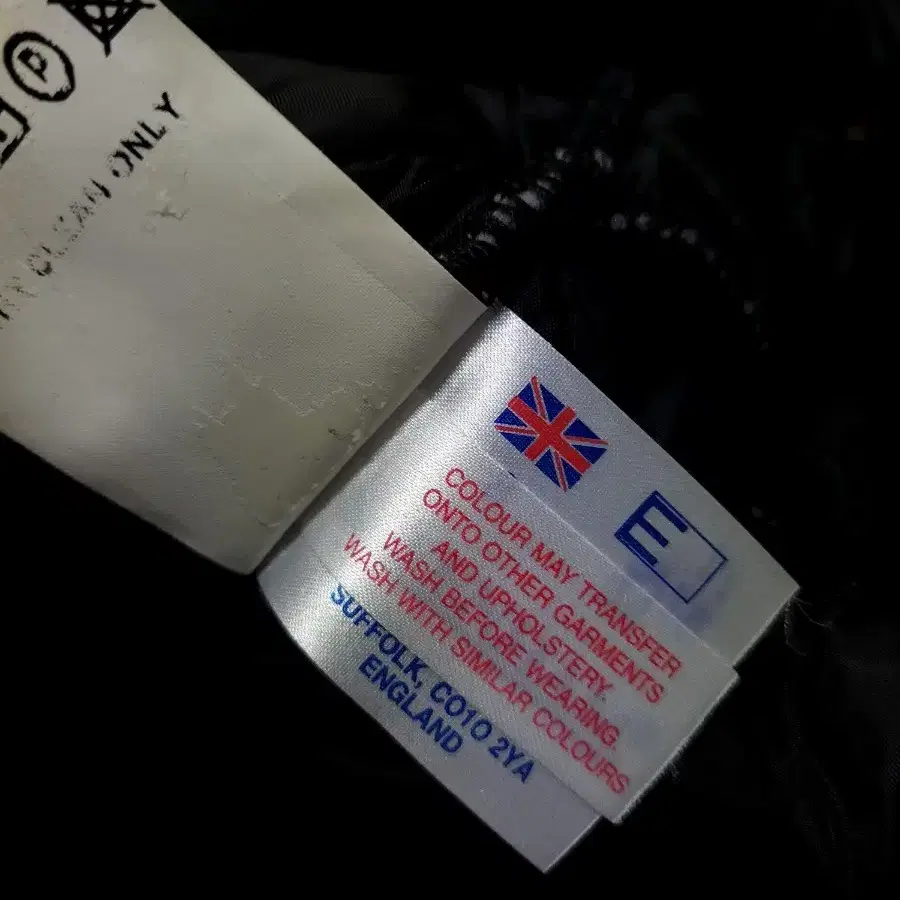 P
CLEAN ONLY
E
COLOUR MAY TRANSFER
ONTO OTHER GARMENTS
AND UPHOLSTERY.
WASH BEFORE WEARING.
WASH WITH SIMILAR COLOURS
SUFFOLK, CO10 2YA
ENGLAND